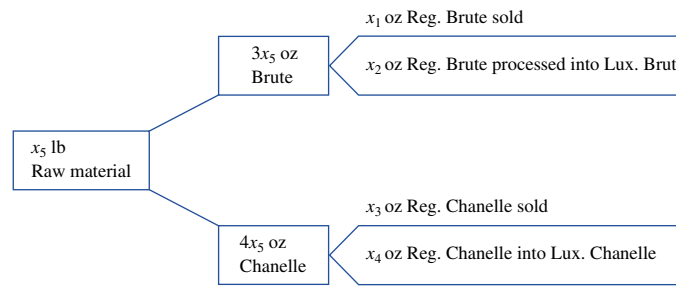 x₁ oz Reg. Brute sold
3x₅ oz
Brute
x₂ oz Reg. Brute processed into Lux. Brut
x₅ lb
Raw material
x₃ oz Reg. Chanelle sold
4x₅ oz
Chanelle
x₄ oz Reg. Chanelle into Lux. Chanelle